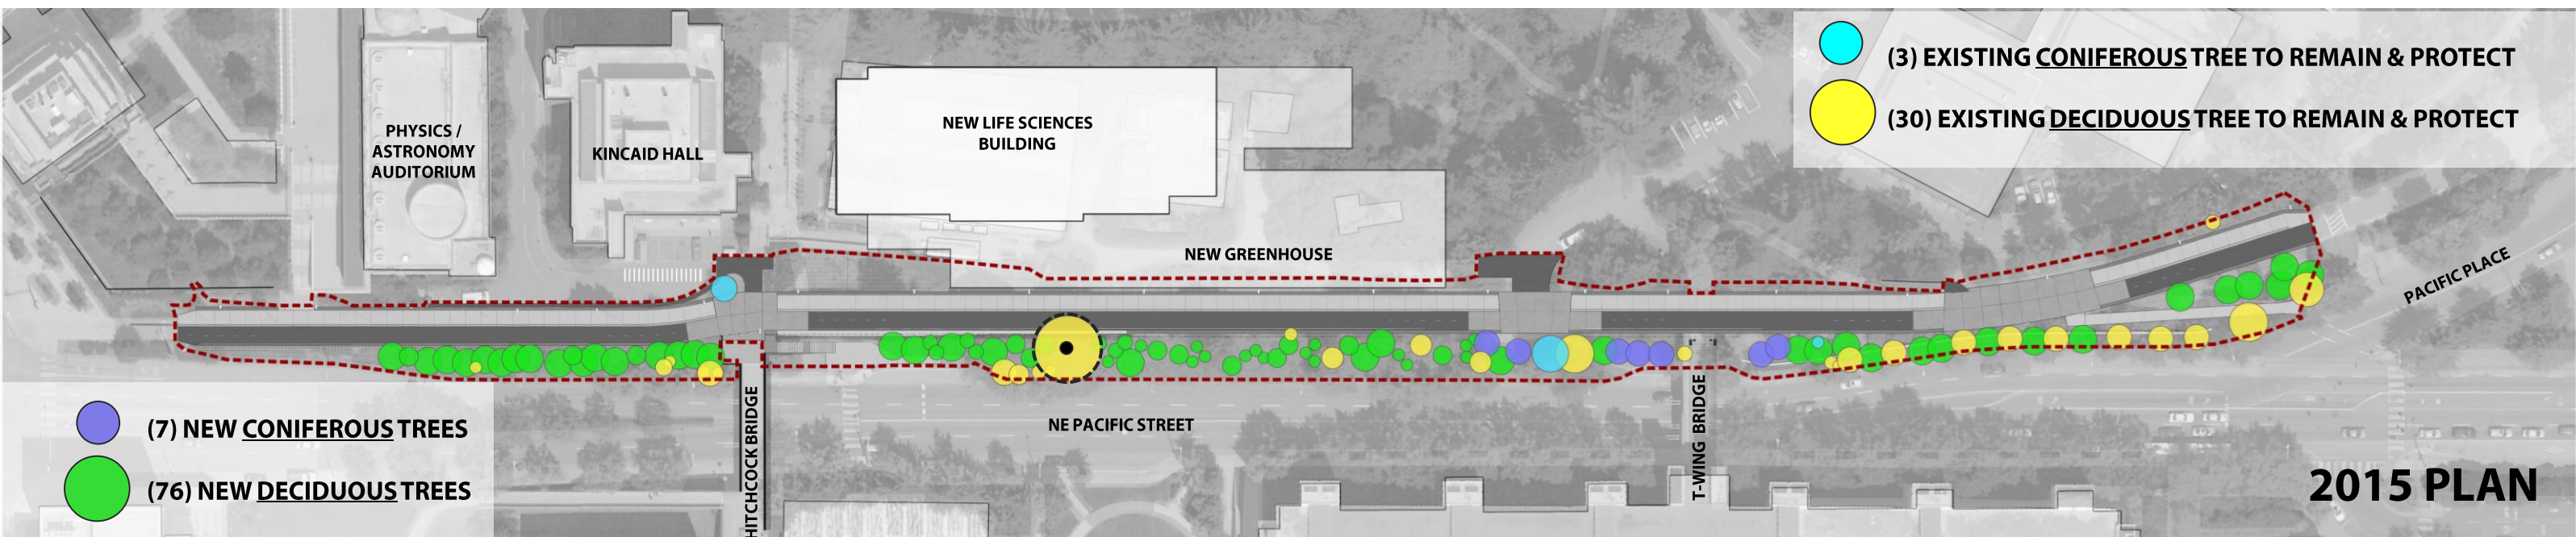 (3) EXISTING CONIFEROUS TREE TO REMAIN & PROTECT
(30) EXISTING DECIDUOUS TREE TO REMAIN & PROTECT
PHYSICS /
ASTRONOMY
AUDITORIUM
KINCAID HALL
NEW LIFE SCIENCES
BUILDING
NEW GREENHOUSE
PACIFIC PLACE
(7) NEW CONIFEROUS TREES
(76) NEW DECIDUOUS TREES
HITCHCOCK BRIDGE
NE PACIFIC STREET
T-WING BRIDGE
2015 PLAN